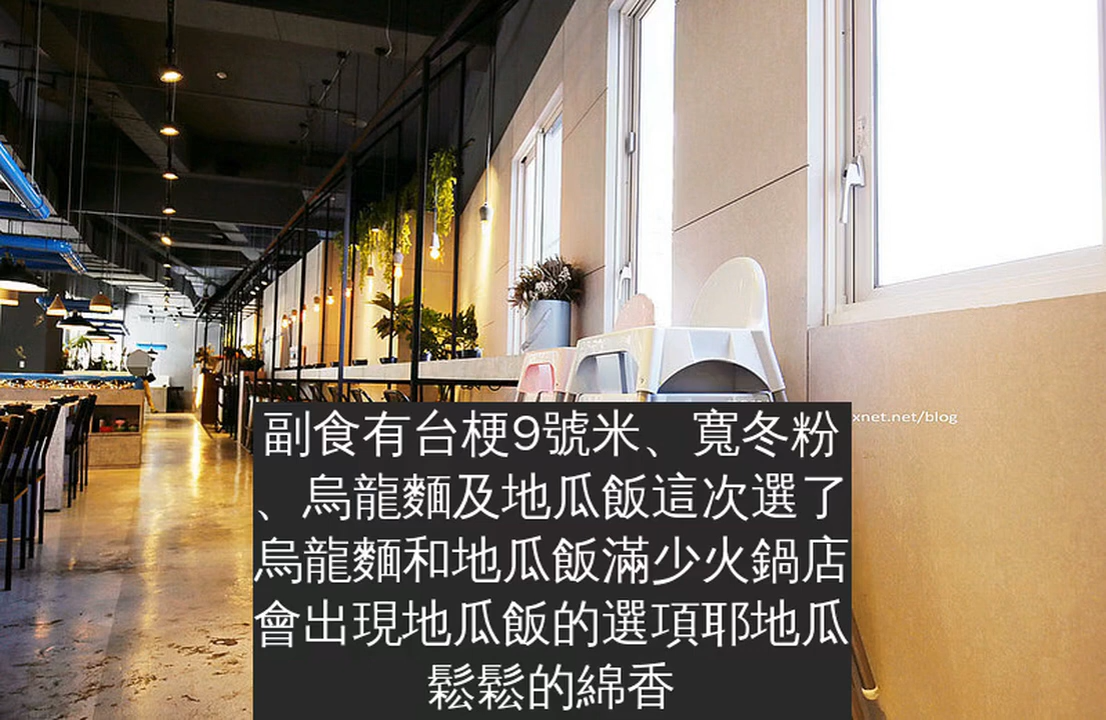 xnet.net/blog
副食有台梗9號米、寬冬粉
、烏龍麵及地瓜飯這次選了
烏龍麵和地瓜飯滿少火鍋店
會出現地瓜飯的選項耶地瓜
鬆鬆的綿香